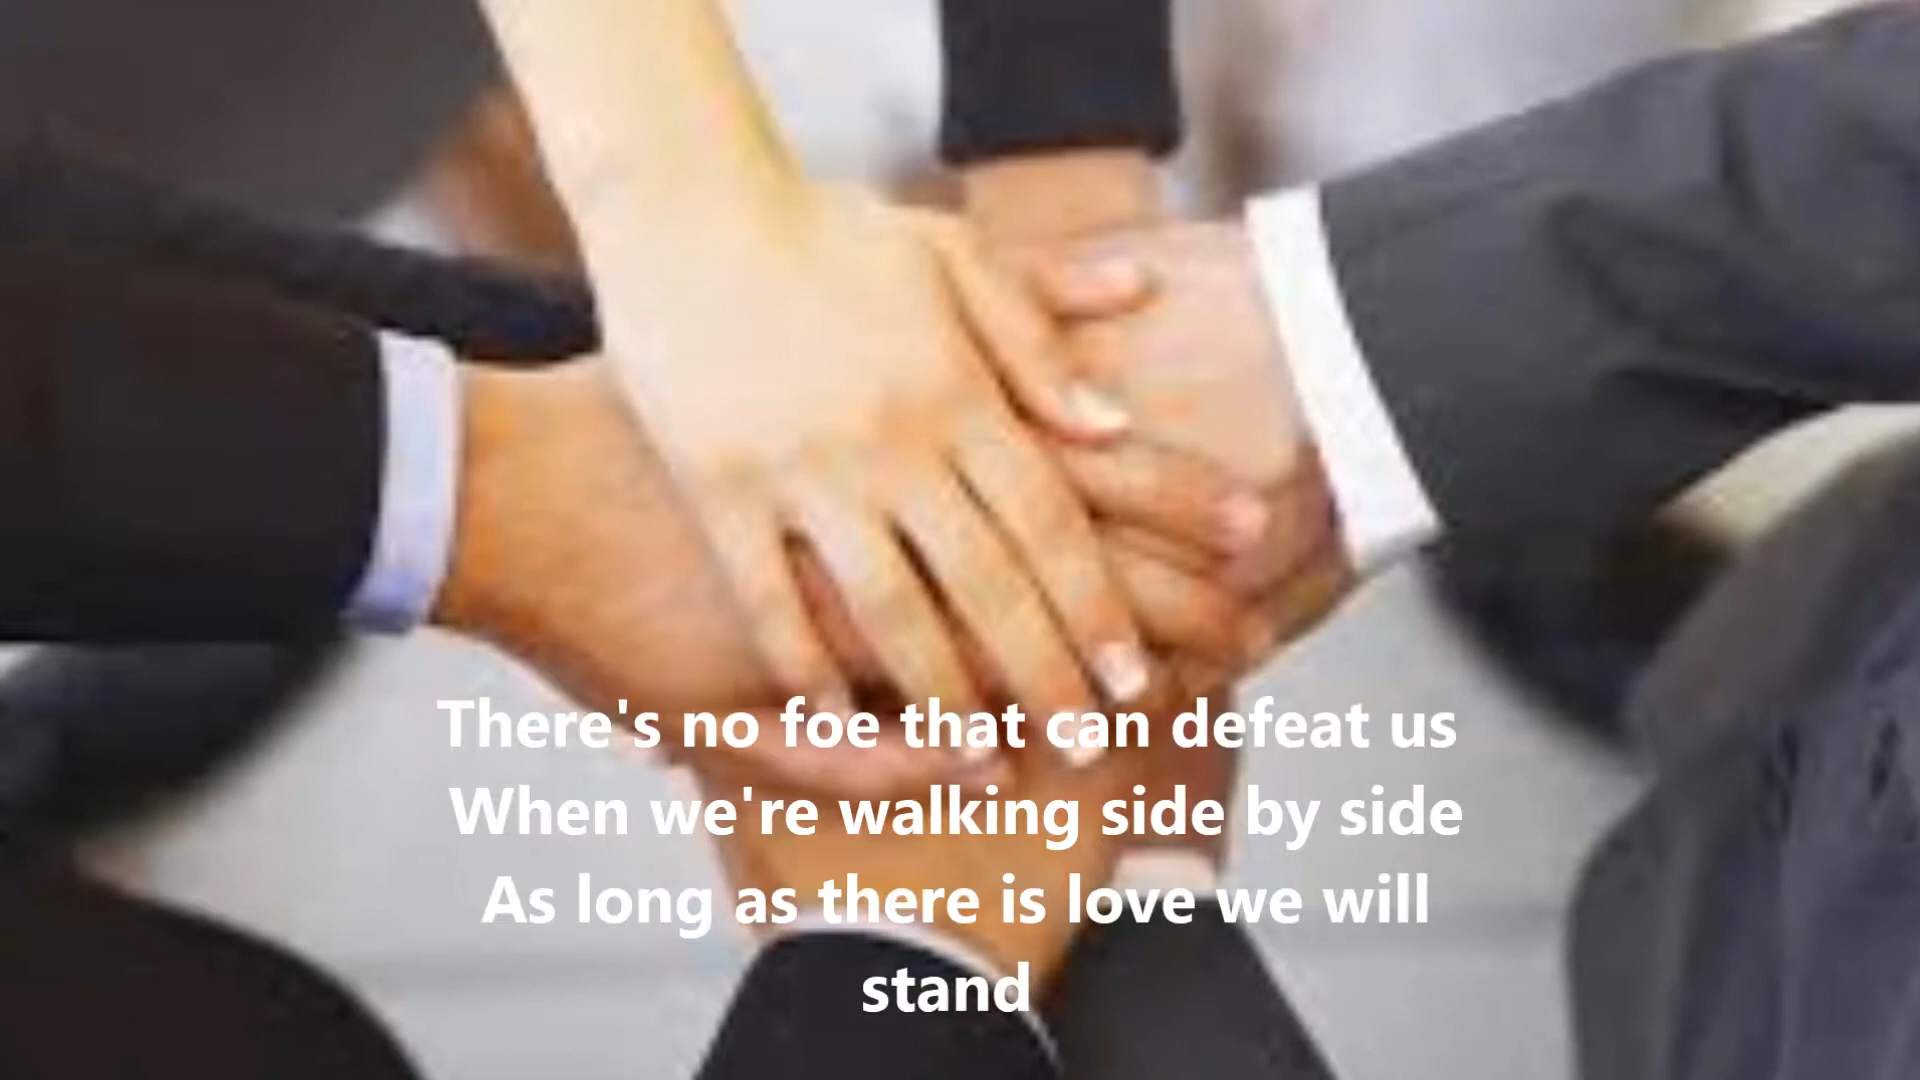 There's no foe that can defeat us
When we're walking side by side
As long as there is love we will
stand